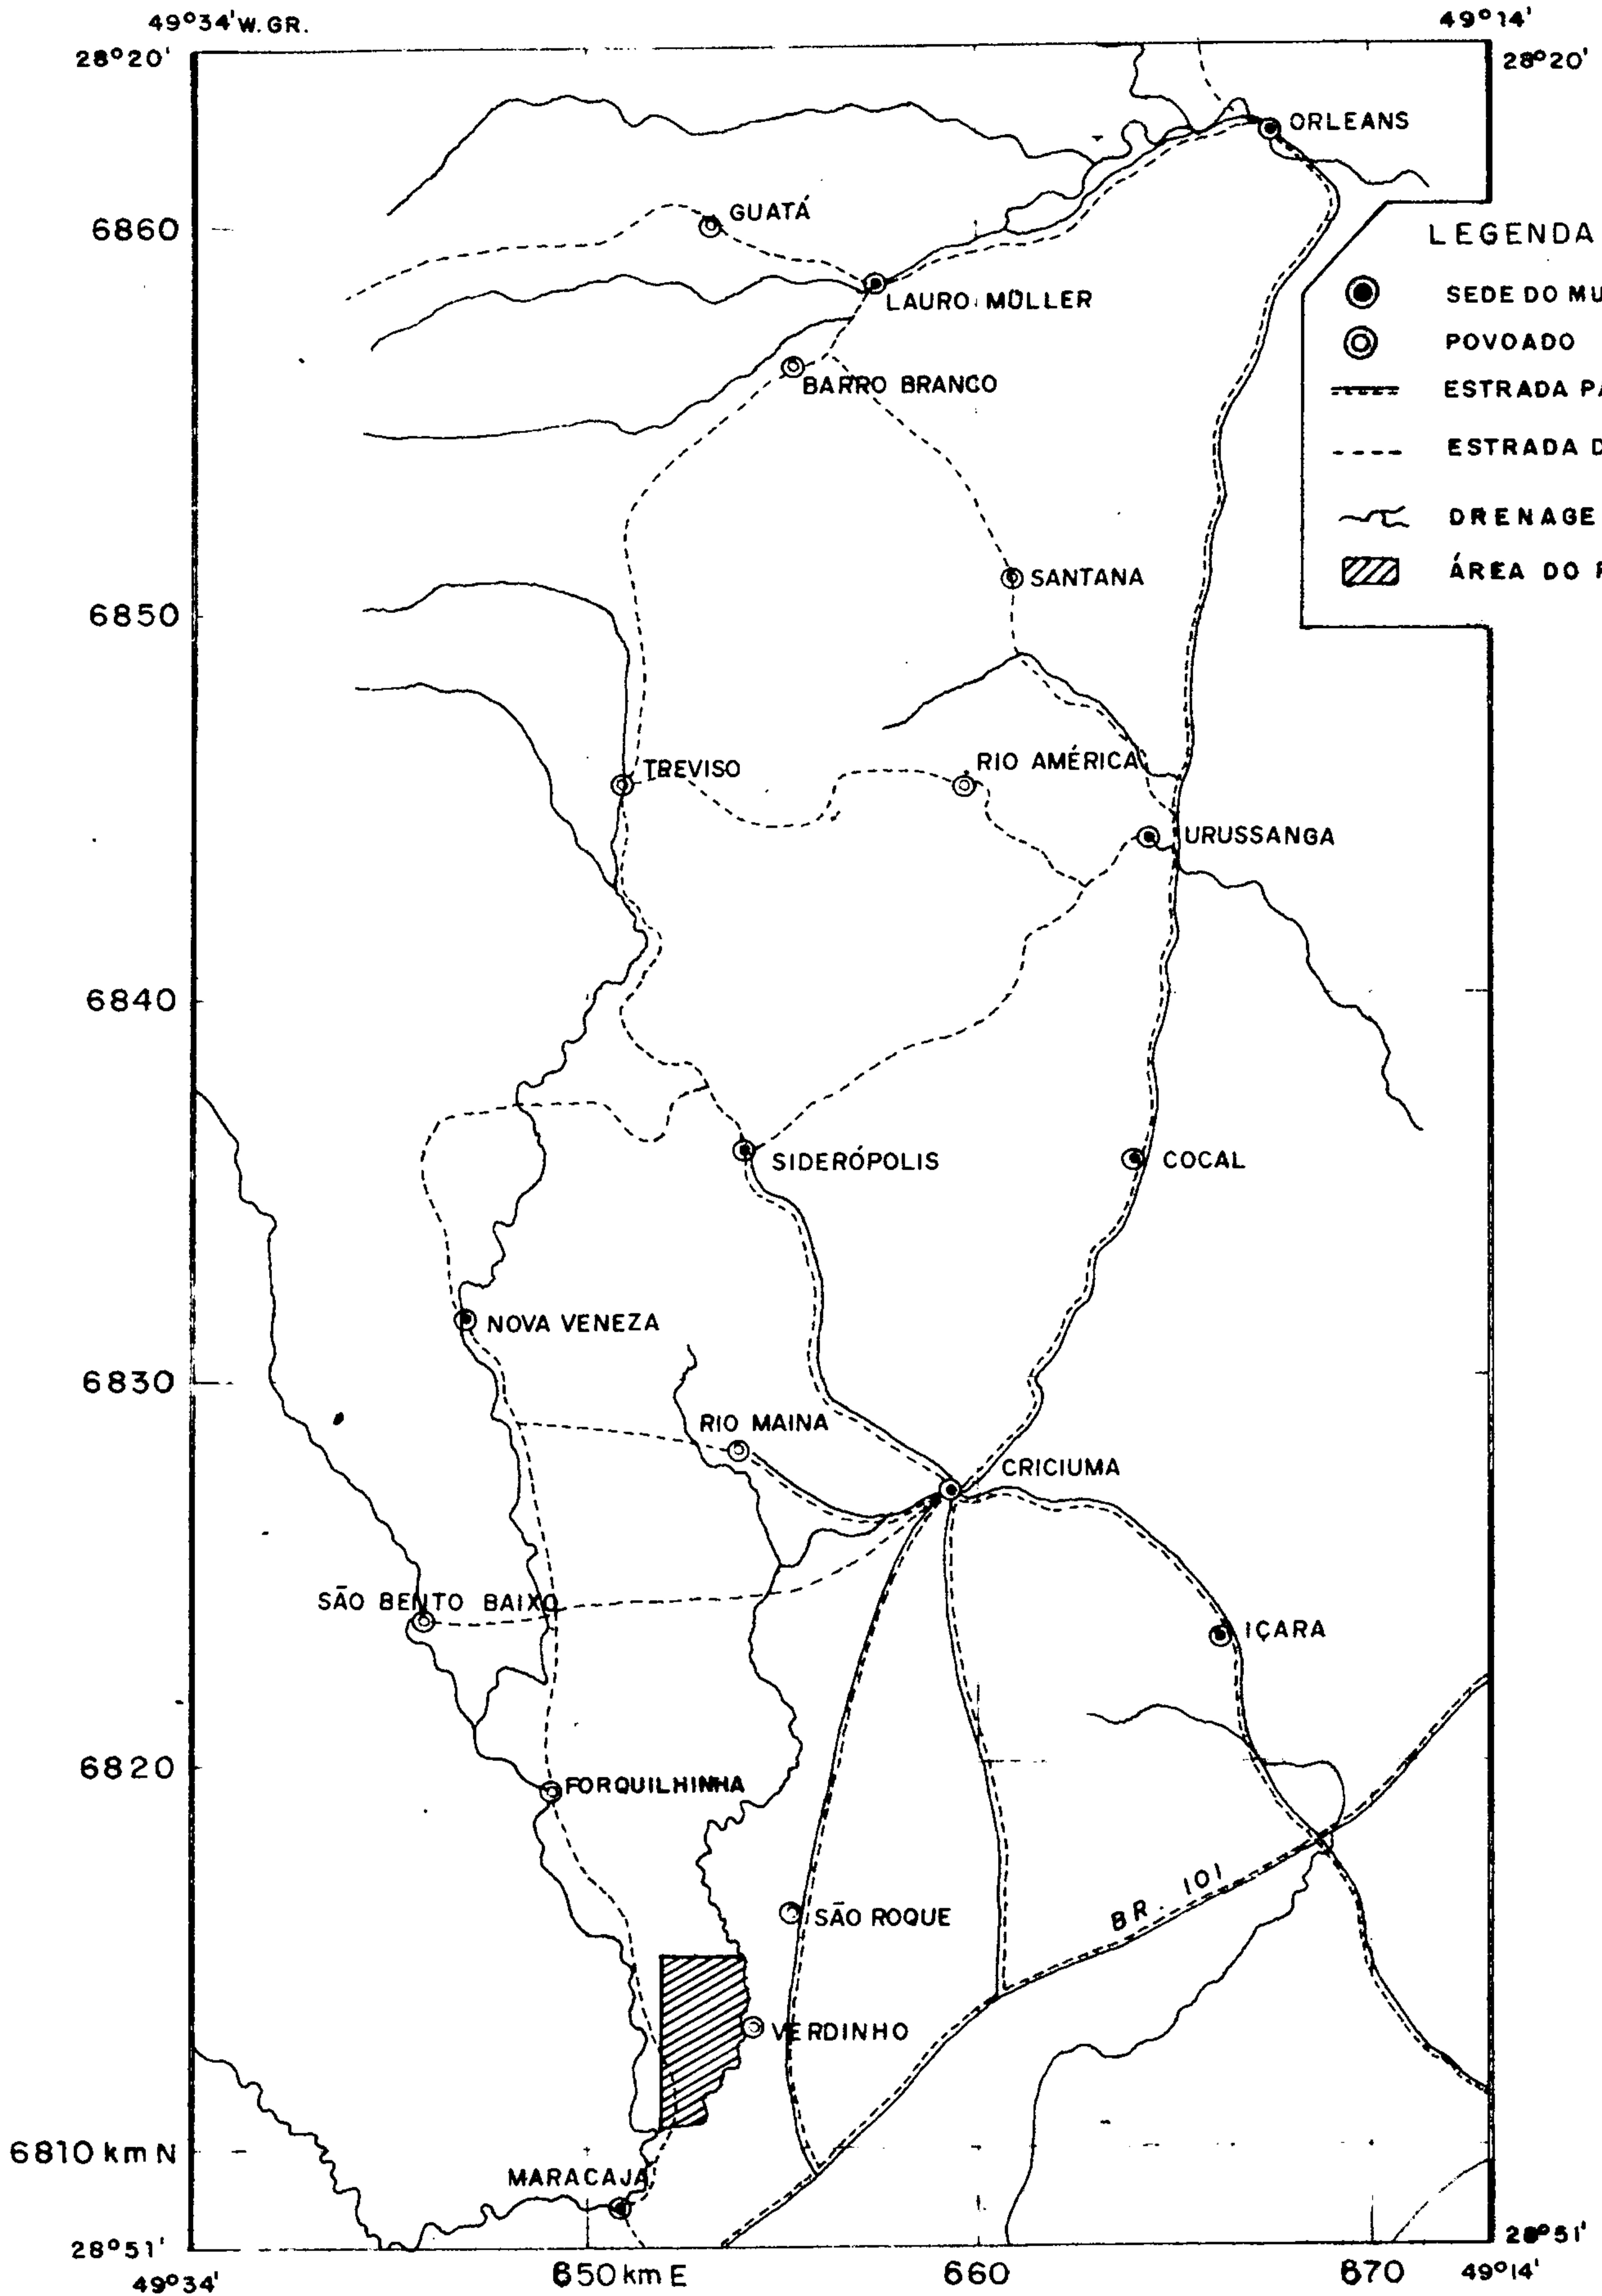 49°34' W. GR.
49°14'
28°20'
28°20'
ORLEANS
GUATÁ
6860
LEGENDA
LAURO MÜLLER
SEDE DO MU
POVOADO
BARRO BRANCO
ESTRADA PA
ESTRADA D
DRENAGE
ÁREA DO
SANTANA
6850
RIO AMÉRICA
TREVISO
URUSSANGA
6840
SIDERÓPOLIS
COCAL
NOVA VENEZA
6830
RIO MAINA
CRICIUMA
SÃO BENTO BAIXO
IÇARA
6820
FORQUILHINHA
BR. 101
SÃO ROQUE
VERDINHO
6810 km N
MARACAJA
28°51'
28°51'
49°34'
650 km E
660
670
49°14'